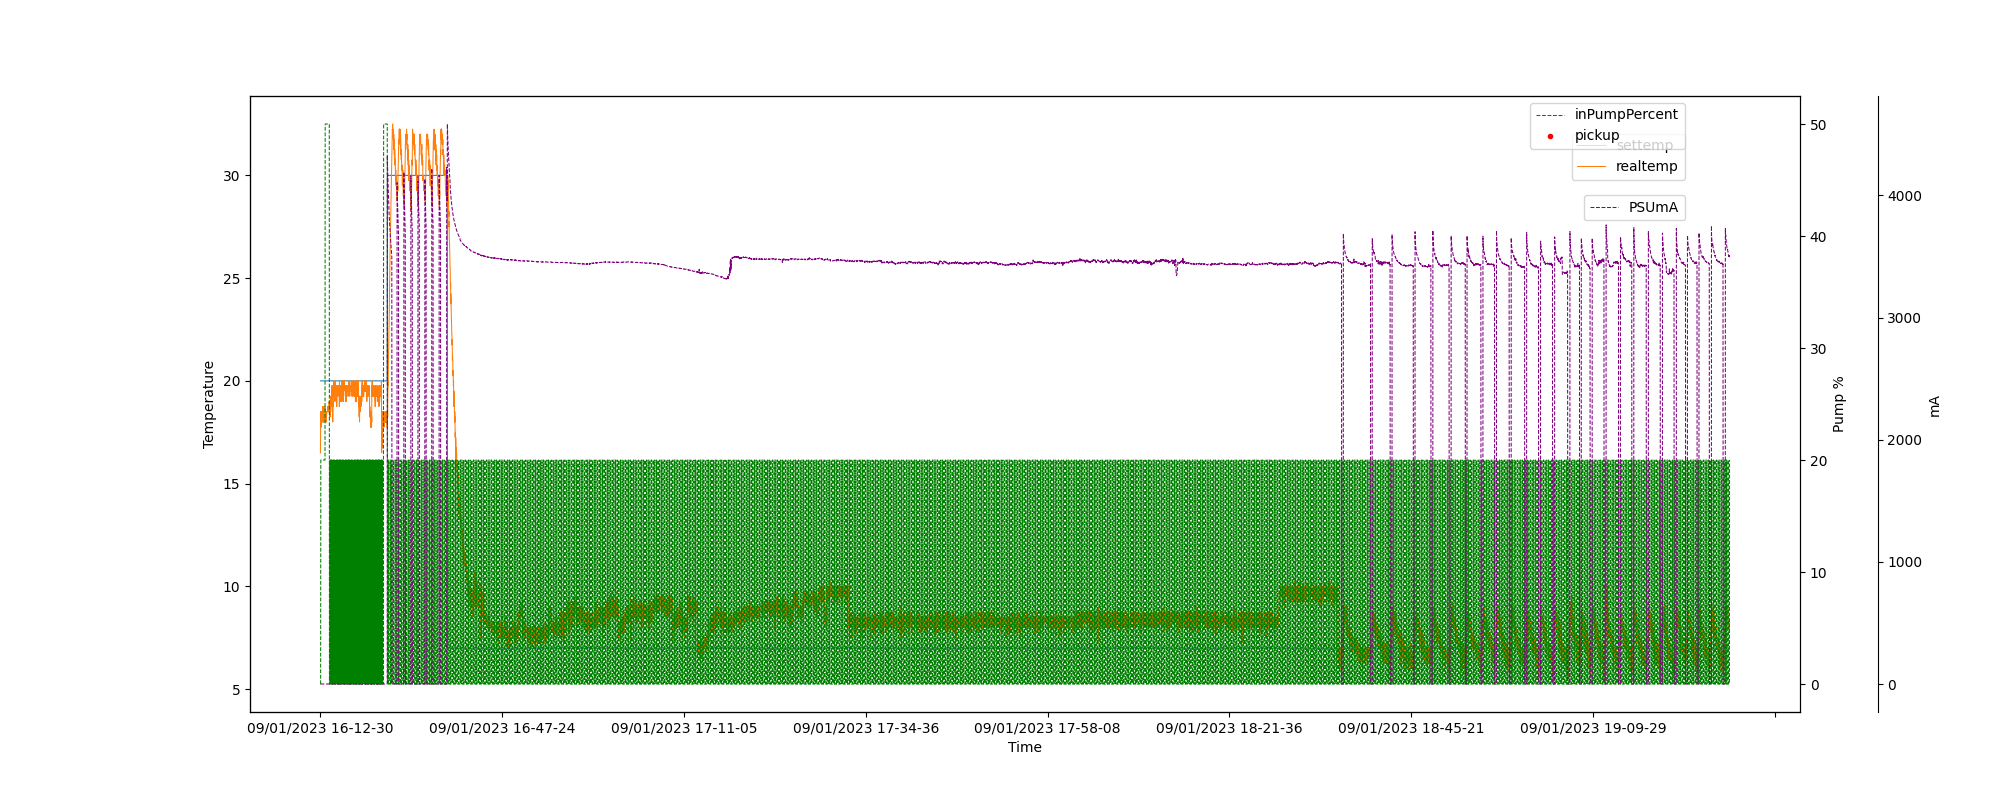 inPumpPercent
pickup
settemp
realtemp
PSUmA
30
25
20
15
10
5
Temperature
50
40
30
20
10
0
Pump %
4000
3000
2000
1000
0
mA
09/01/2023 16-12-30
09/01/2023 16-47-24
09/01/2023 17-11-05
09/01/2023 17-34-36
09/01/2023 17-58-08
09/01/2023 18-21-36
09/01/2023 18-45-21
09/01/2023 19-09-29
Time